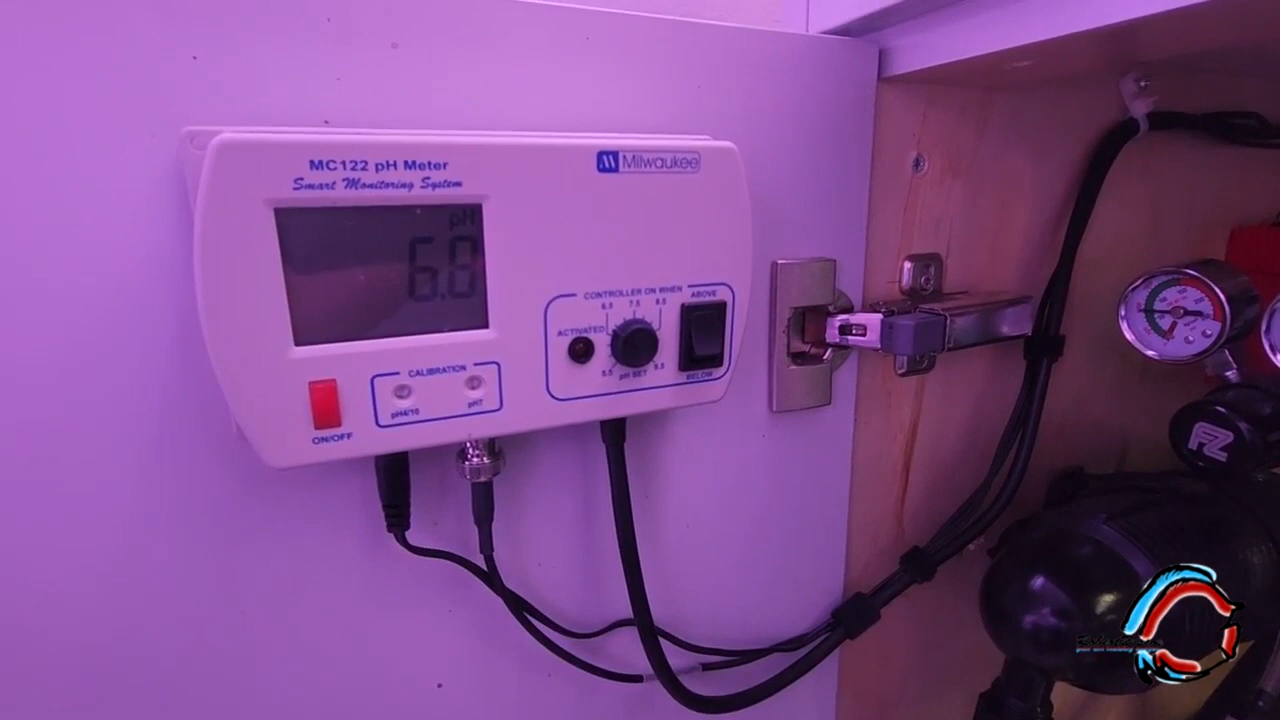 MC122 pH Meter
Smart Monitoring System
Milwaukee
pH
6.8
CONTROLLER ON WHEN
6.5
7.5
8.5
ABOVE
ACTIVATED
5.5
pH SET
9.5
BELOW
CALIBRATION
pH4/10
pH7
ON/OFF
FZ